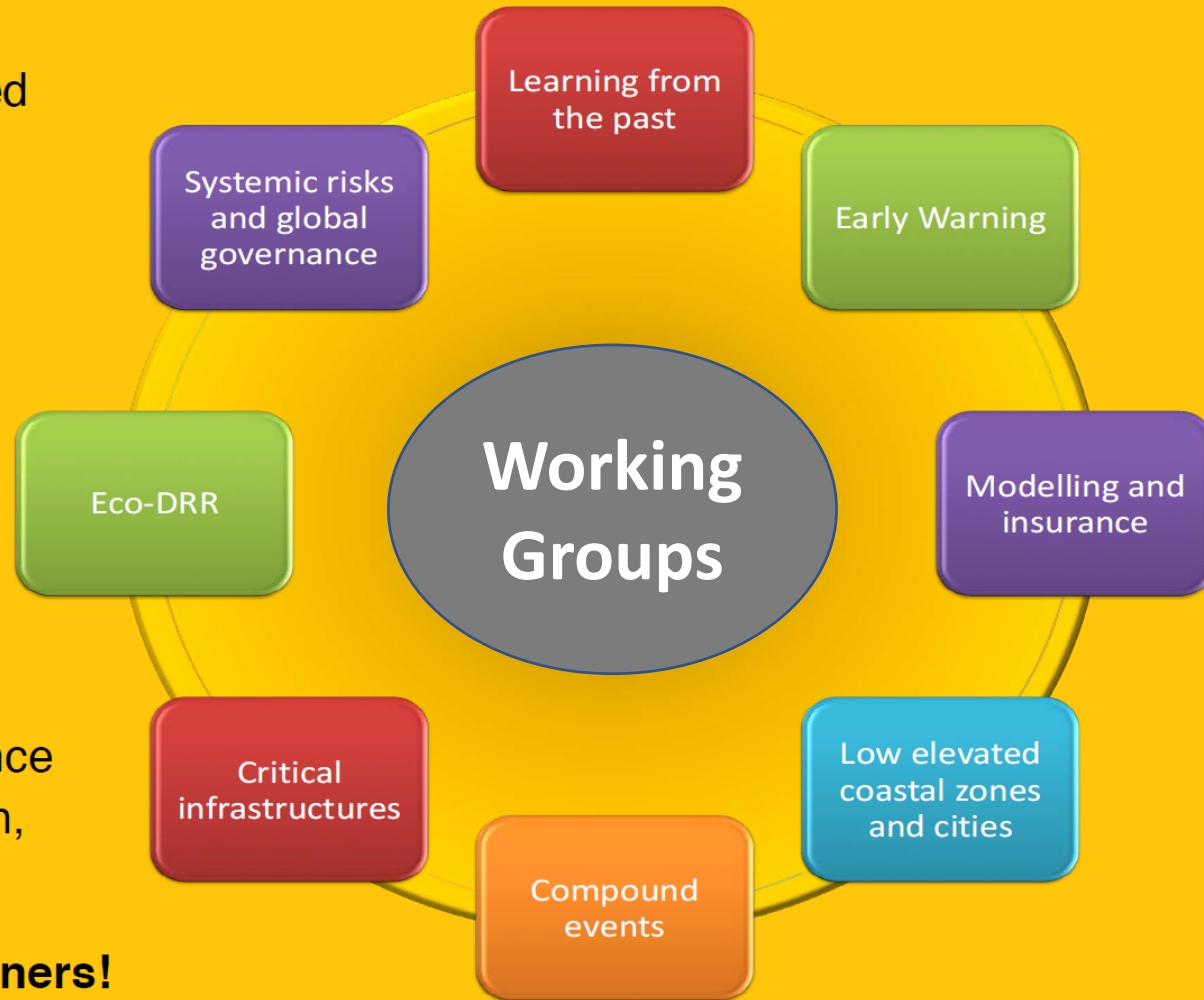 Learning from
the past
Early Warning
Modelling and
insurance
Low elevated
coastal zones
and cities
Compound
events
Critical
infrastructures
Eco-DRR
Systemic risks
and global
governance
Working
Groups